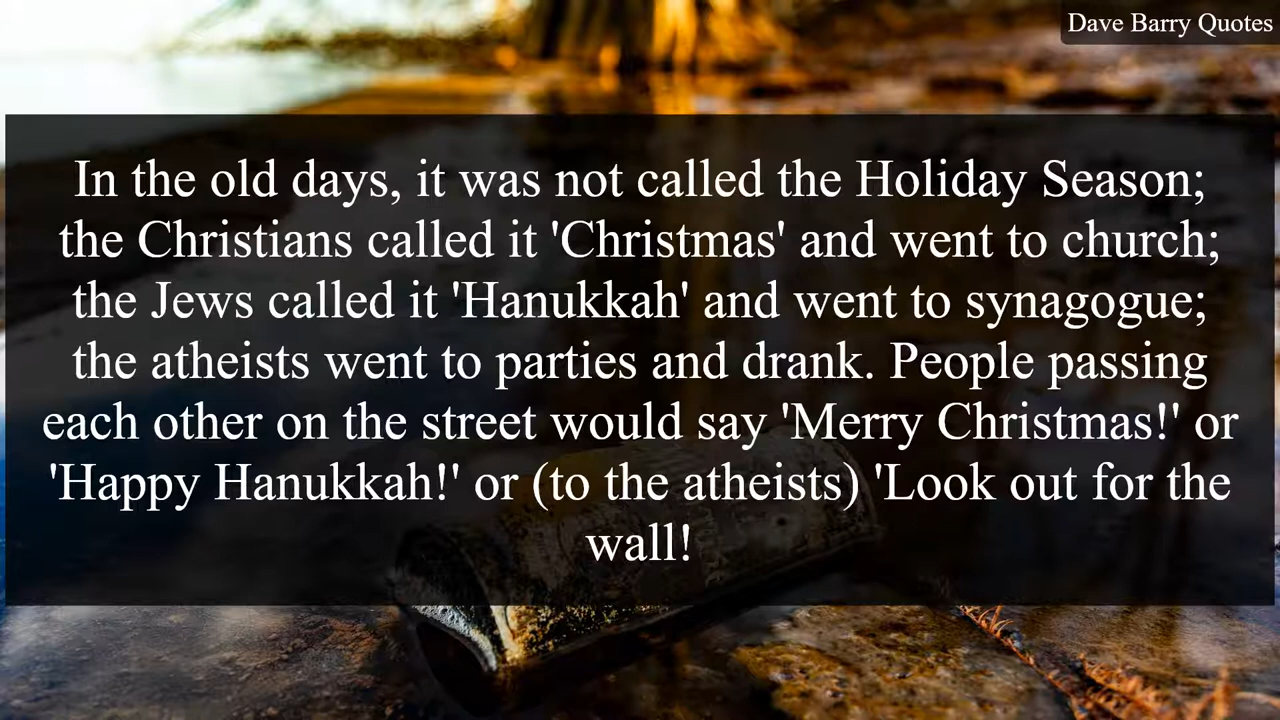 Dave Barry Quotes
In the old days, it was not called the Holiday Season;
the Christians called it 'Christmas' and went to church;
the Jews called it 'Hanukkah' and went to synagogue;
the atheists went to parties and drank. People passing
each other on the street would say 'Merry Christmas!' or
'Happy Hanukkah!' or (to the atheists) 'Look out for the
wall!